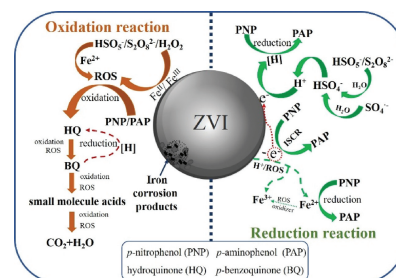 Oxidation reaction
HSO₅⁻/S₂O₈²⁻/H₂O₂
Fe²⁺
ROS
oxidation
Fe^II/Fe^III
PNP/PAP
HQ
oxidation
ROS
reduction
[H]
BQ
oxidation
ROS
small molecule acids
oxidation
ROS
CO₂+H₂O
Iron
corrosion
products
ZVI
PNP
PAP
reduction
[H]
H⁺
HSO₅⁻/S₂O₈²⁻
HSO₄⁻
H₂O
H₂O
SO₄·⁻
e⁻
PNP
ISCR
PAP
e⁻
H⁺/ROS
Fe³⁺
ROS
oxidizer
Fe²⁺
PNP
reduction
PAP
Reduction reaction
p-nitrophenol (PNP) p-aminophenol (PAP)
hydroquinone (HQ) p-benzoquinone (BQ)